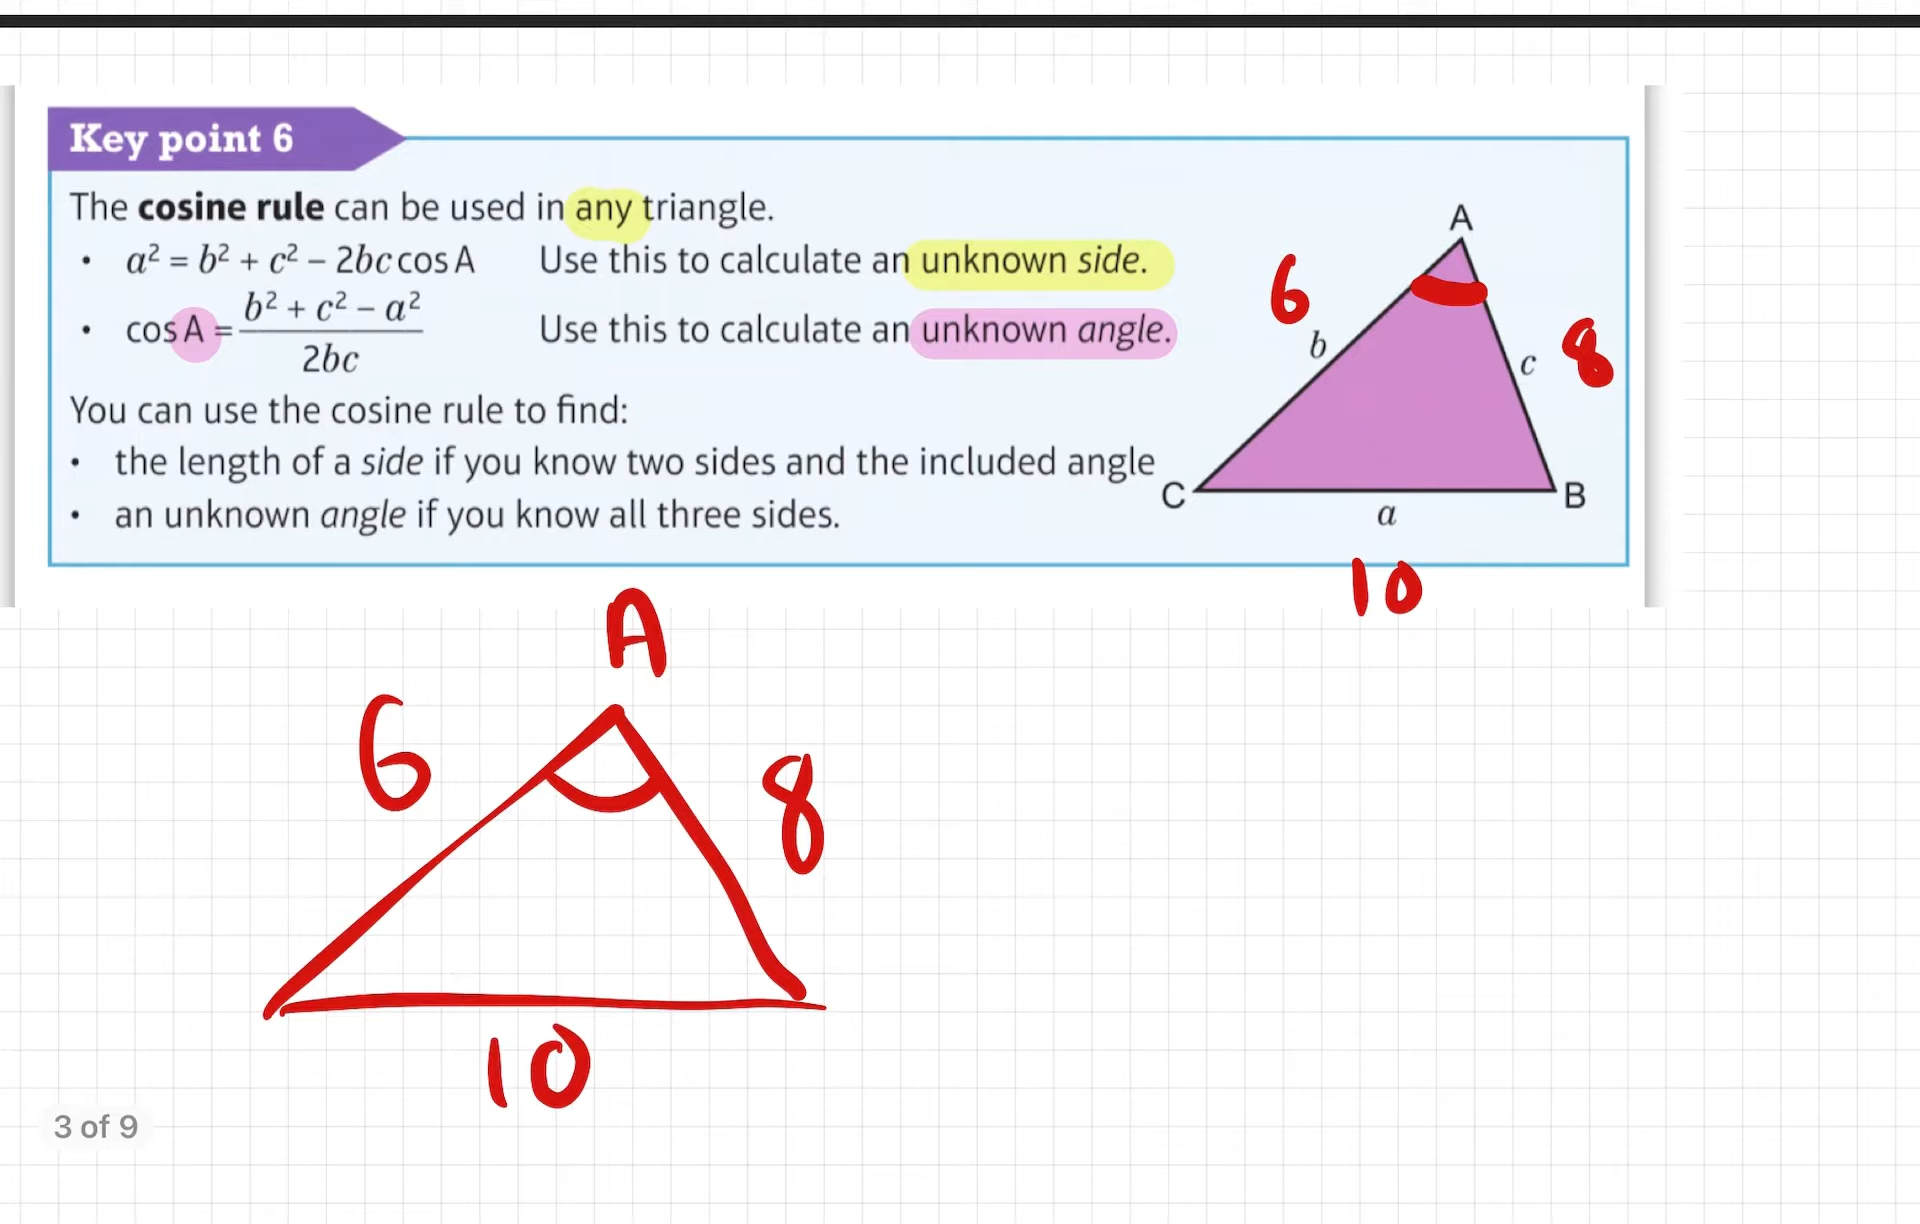 Key point 6
The cosine rule can be used in any triangle.
• a² = b² + c² – 2bc cos A Use this to calculate an unknown side.
• cos A = (b² + c² – a²) / 2bc Use this to calculate an unknown angle.
You can use the cosine rule to find:
• the length of a side if you know two sides and the included angle
• an unknown angle if you know all three sides.
A
6
b
c
8
C
a
B
10
A
6
8
10
3 of 9